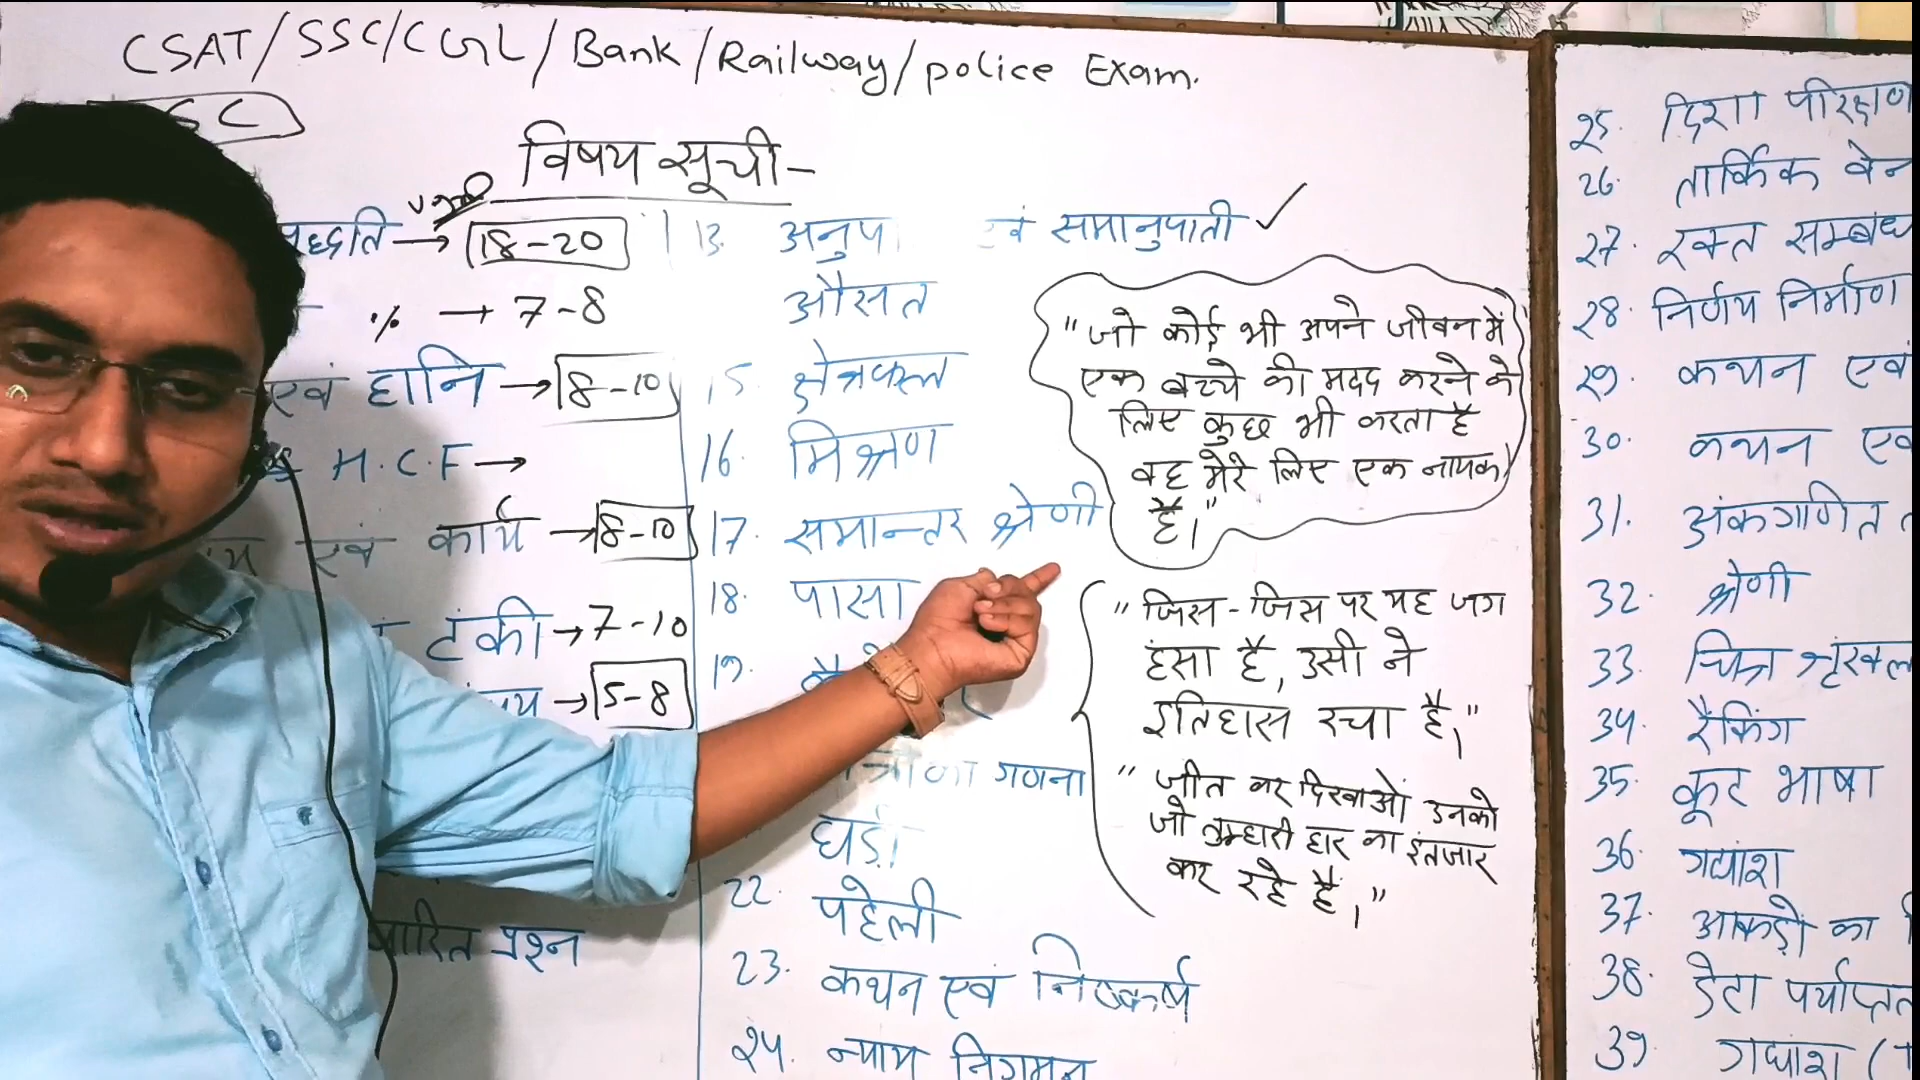 CSAT/SSC/CGL/Bank/Railway/police Exam.
SC
विषय सूची-
पद्धति → 18-20
% → 7-8
एवं हानि → 8-10
H.C.F →
एवं कार्य → 8-10
टंकी → 7-10
→ 5-8
प्रश्न
13. अनुपा एवं समानुपाती ✓
औसत
15. क्षेत्रफल
16. मिश्रण
17. समान्तर श्रेणी
18. पासा
19.
गणना
घड़ी
22. पहेली
23. कथन एवं निष्कर्ष
24. न्याय निगमन
"जो कोई भी अपने जीवन में
एक बच्चे की मदद करने के
लिए कुछ भी करता है
वह मेरे लिए एक नायक
है।"
"जिस-जिस पर यह जग
हंसा है, उसी ने
इतिहास रचा है।"
"जीत कर दिखाओं उनको
जो तुम्हारी हार का इंतजार
कर रहे है।"
25. दिशा परिक्षण
26. तार्किक वेन
27. रक्त सम्बंध
28. निर्णय निर्माण
29. कथन एवं
30. कथन एव
31. अंकगणित
32. श्रेणी
33. चित्र श्रृंखल
34. रैंकिंग
35. कूट भाषा
36. गद्यांश
37. आकड़ो का
38. डेटा पर्याप्त
39. गद्यांश (